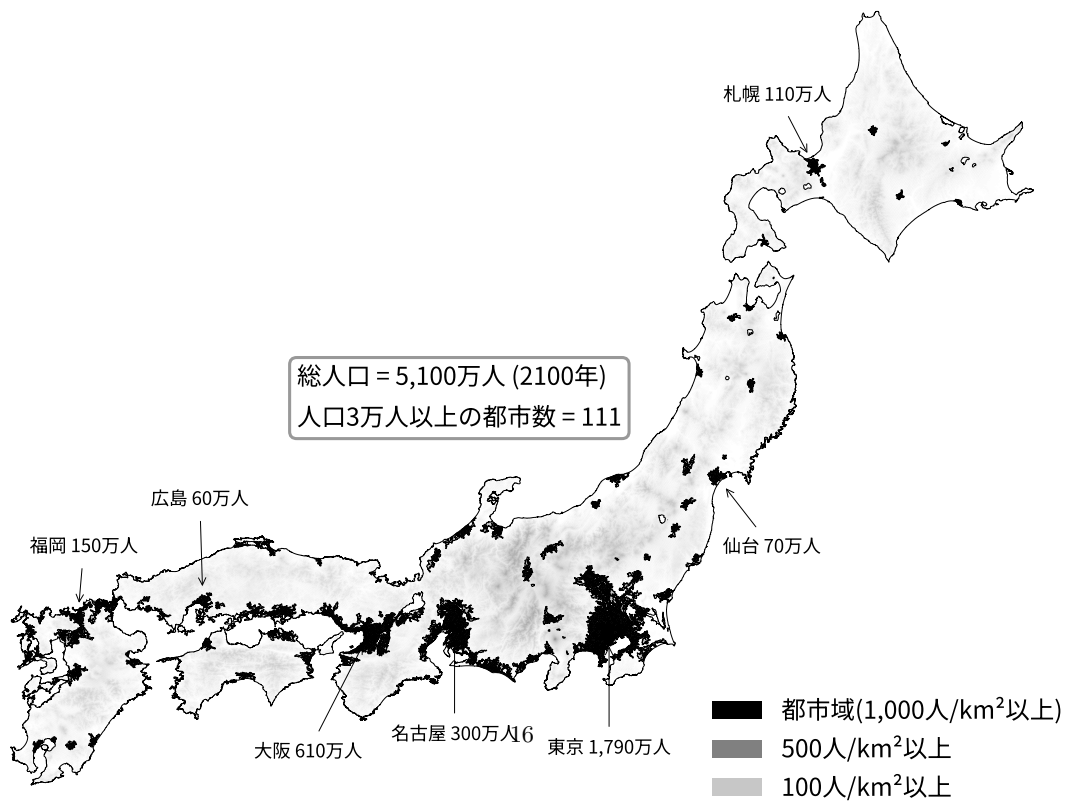 札幌 110万人
総人口 = 5,100万人 (2100年)
人口3万人以上の都市数 = 111
広島 60万人
福岡 150万人
仙台 70万人
名古屋 300万人
16
大阪 610万人
東京 1,790万人
都市域(1,000人/km²以上)
500人/km²以上
100人/km²以上